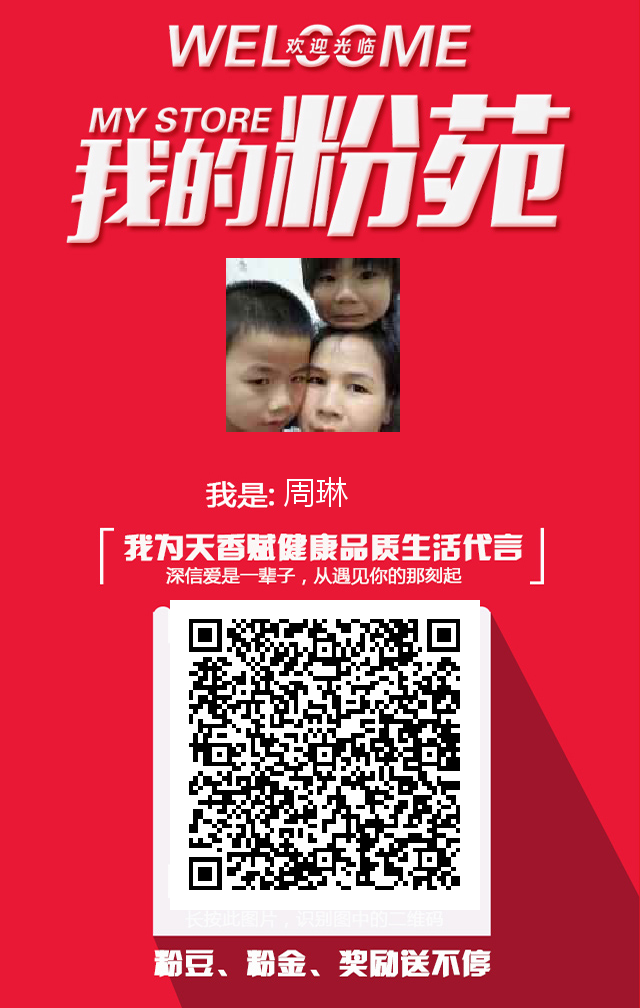 WELCOME
欢迎光临
MY STORE
我的粉苑
我是: 周琳
我为天香赋健康品质生活代言
深信爱是一辈子，从遇见你的那刻起
长按此图片，识别图中的二维码
粉豆、粉金、奖励送不停